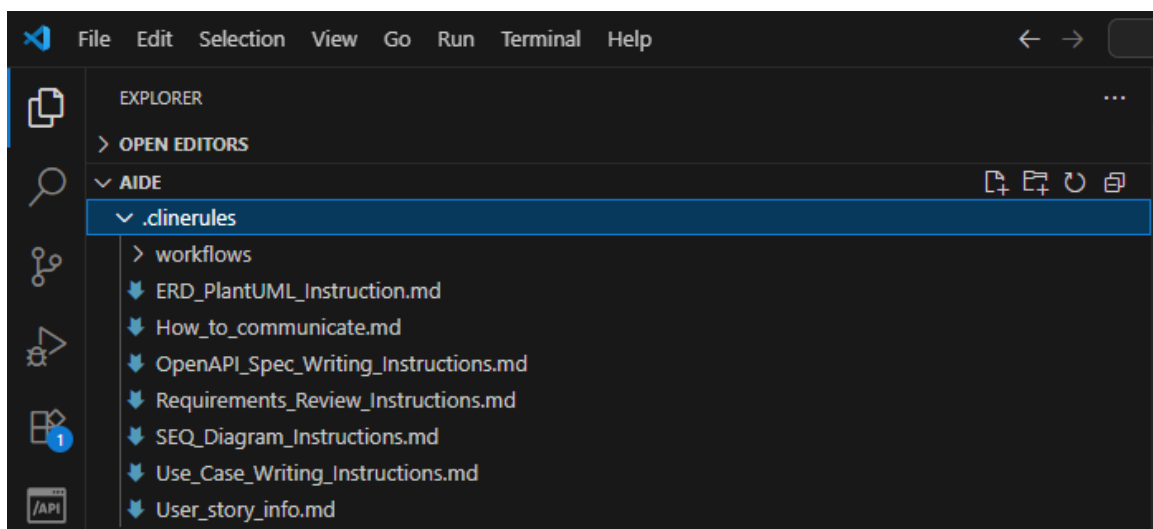 File Edit Selection View Go Run Terminal Help
EXPLORER
OPEN EDITORS
AIDE
.clinerules
workflows
ERD_PlantUML_Instruction.md
How_to_communicate.md
OpenAPI_Spec_Writing_Instructions.md
Requirements_Review_Instructions.md
1
SEQ_Diagram_Instructions.md
Use_Case_Writing_Instructions.md
/API
User_story_info.md